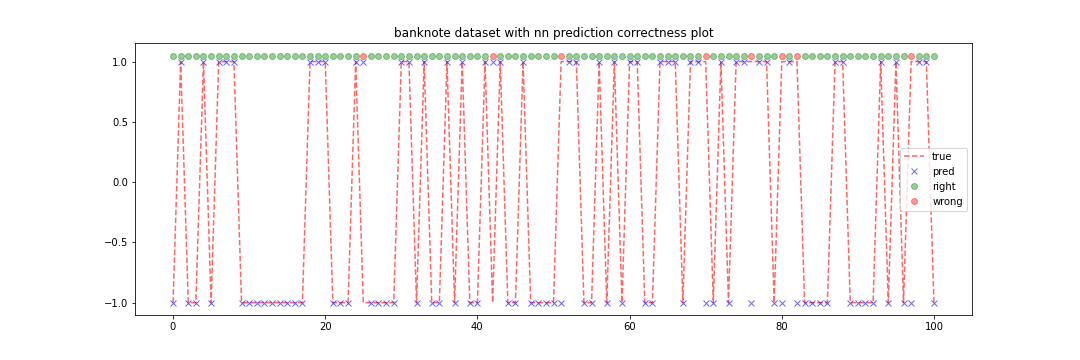 banknote dataset with nn prediction correctness plot
1.0
0.5
0.0
−0.5
−1.0
true
pred
right
wrong
0
20
40
60
80
100